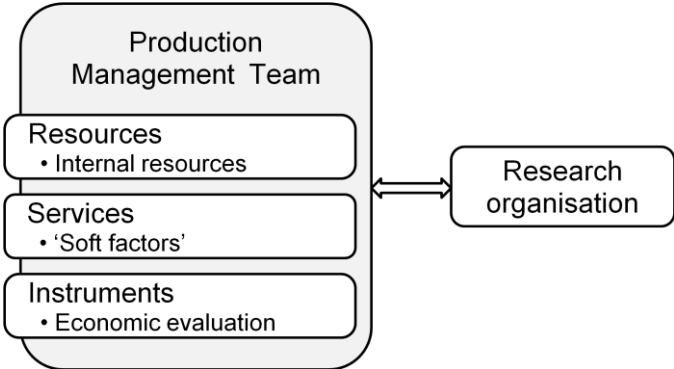 Production
Management Team
Resources
• Internal resources
Services
• ‘Soft factors’
Instruments
• Economic evaluation
Research
organisation